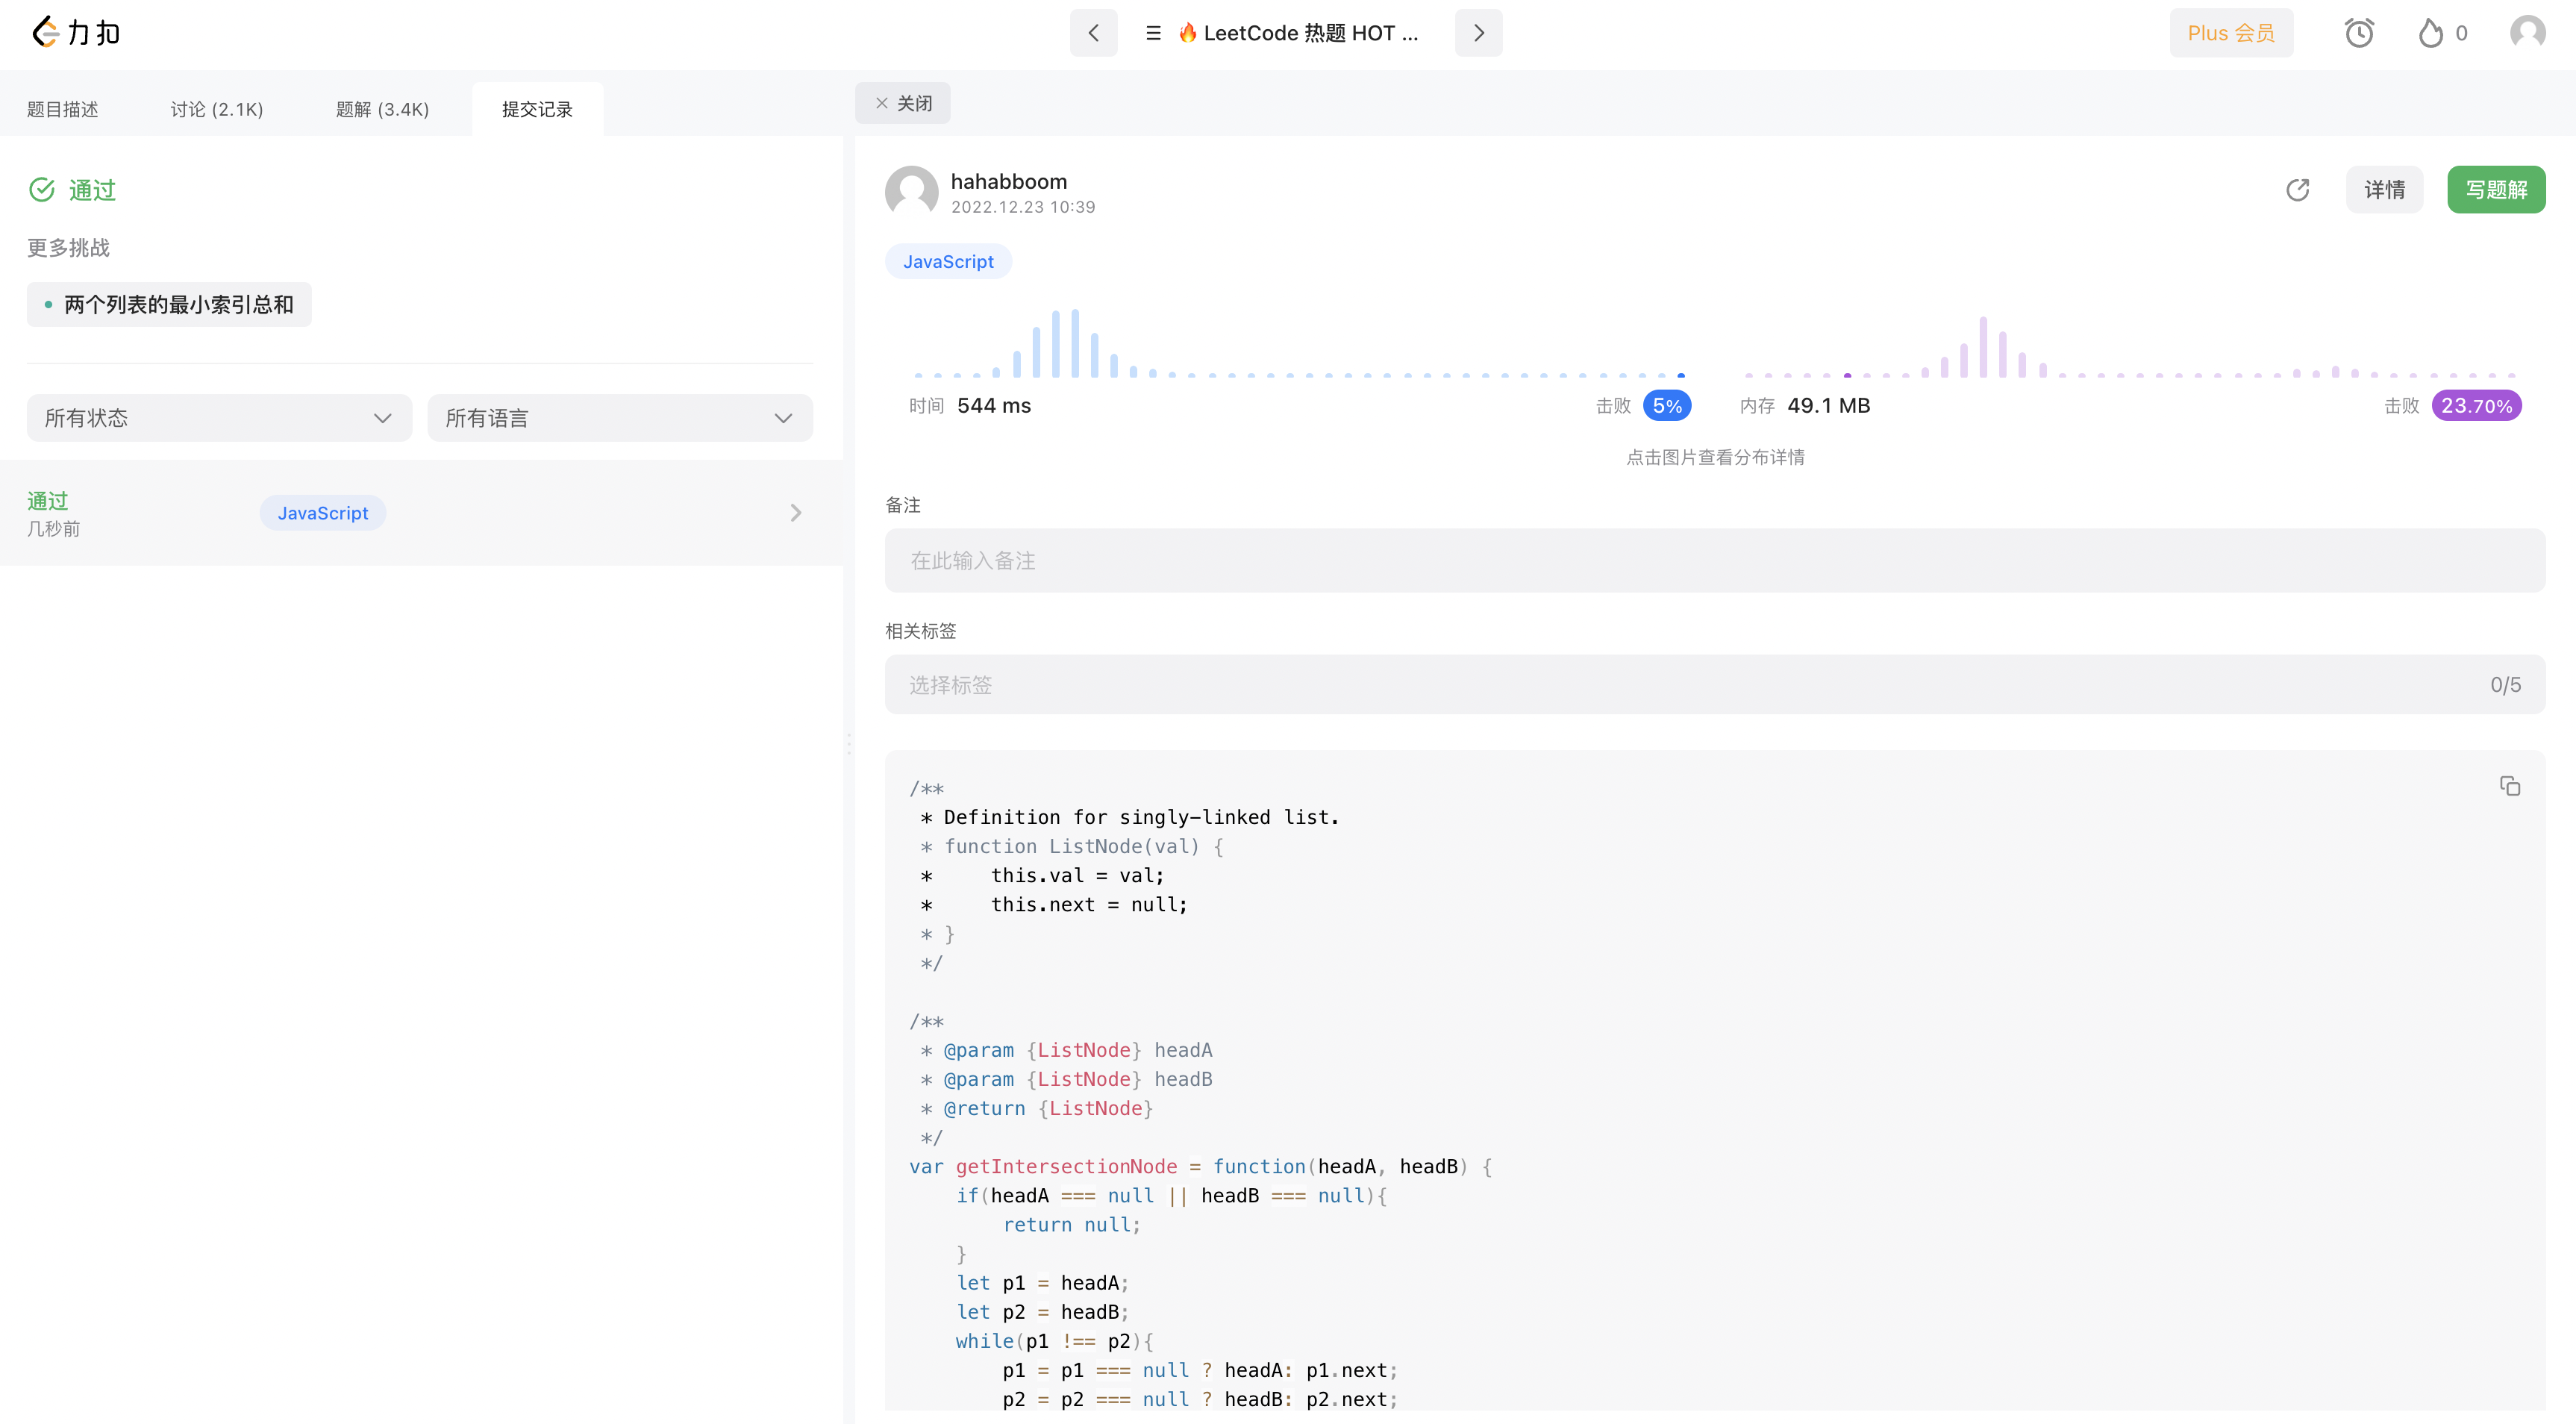 力扣
LeetCode 热题 HOT ...
Plus 会员
0
题目描述
讨论 (2.1K)
题解 (3.4K)
提交记录
通过
更多挑战
两个列表的最小索引总和
所有状态
所有语言
通过
几秒前
JavaScript
关闭
hahabboom
2022.12.23 10:39
详情
写题解
JavaScript
时间 544 ms 击败 5%
内存 49.1 MB 击败 23.70%
点击图片查看分布详情
备注
在此输入备注
相关标签
选择标签
0/5
/**
 * Definition for singly-linked list.
 * function ListNode(val) {
 *     this.val = val;
 *     this.next = null;
 * }
 */
/**
 * @param {ListNode} headA
 * @param {ListNode} headB
 * @return {ListNode}
 */
var getIntersectionNode = function(headA, headB) {
    if(headA === null || headB === null){
        return null;
    }
    let p1 = headA;
    let p2 = headB;
    while(p1 !== p2){
        p1 = p1 === null ? headA: p1.next;
        p2 = p2 === null ? headB: p2.next;